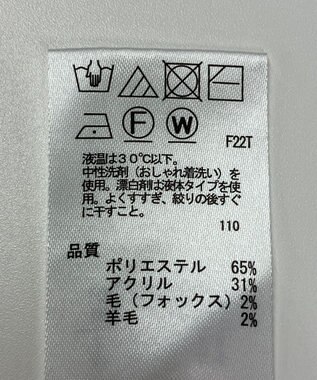 F W
F22T
液温は30℃以下。
中性洗剤（おしゃれ着洗い）を
使用。漂白剤は液体タイプを使
用。よくすすぎ、絞りの後すぐ
に干すこと。
110
品質
ポリエステル 65%
アクリル 31%
毛（フォックス） 2%
羊毛 2%